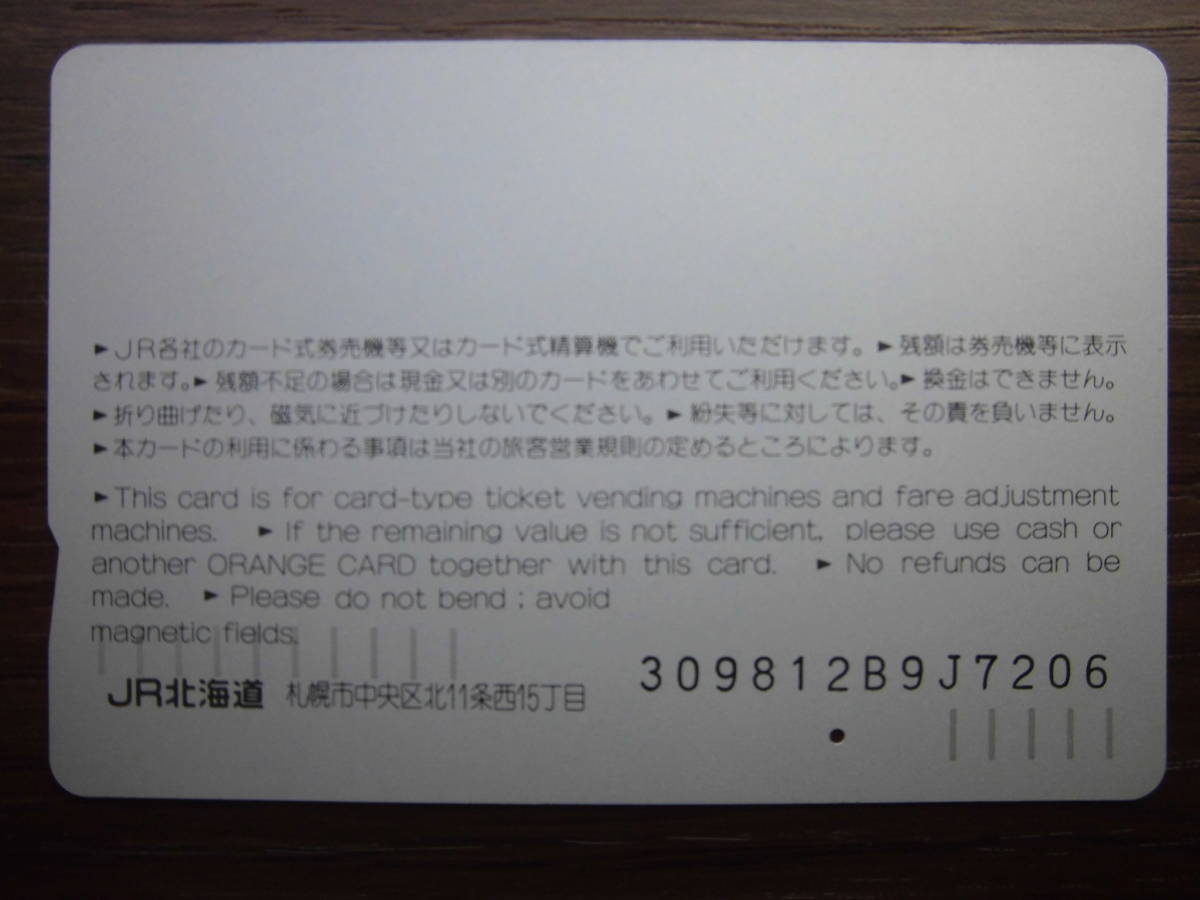 ►JR各社のカード式券売機等又はカード式精算機でご利用いただけます。►残額は券売機等に表示
されます。►残額不足の場合は現金又は別のカードをあわせてご利用ください。►換金はできません。
►折り曲げたり、磁気に近づけたりしないでください。►紛失等に対しては、その責を負いません。
►本カードの利用に係わる事項は当社の旅客営業規則の定めるところによります。
►This card is for card-type ticket vending machines and fare adjustment
machines. ►If the remaining value is not sufficient, please use cash or
another ORANGE CARD together with this card. ►No refunds can be
made. ►Please do not bend ; avoid
magnetic fields.
309812B9J7206
JR北海道 札幌市中央区北11条西15丁目